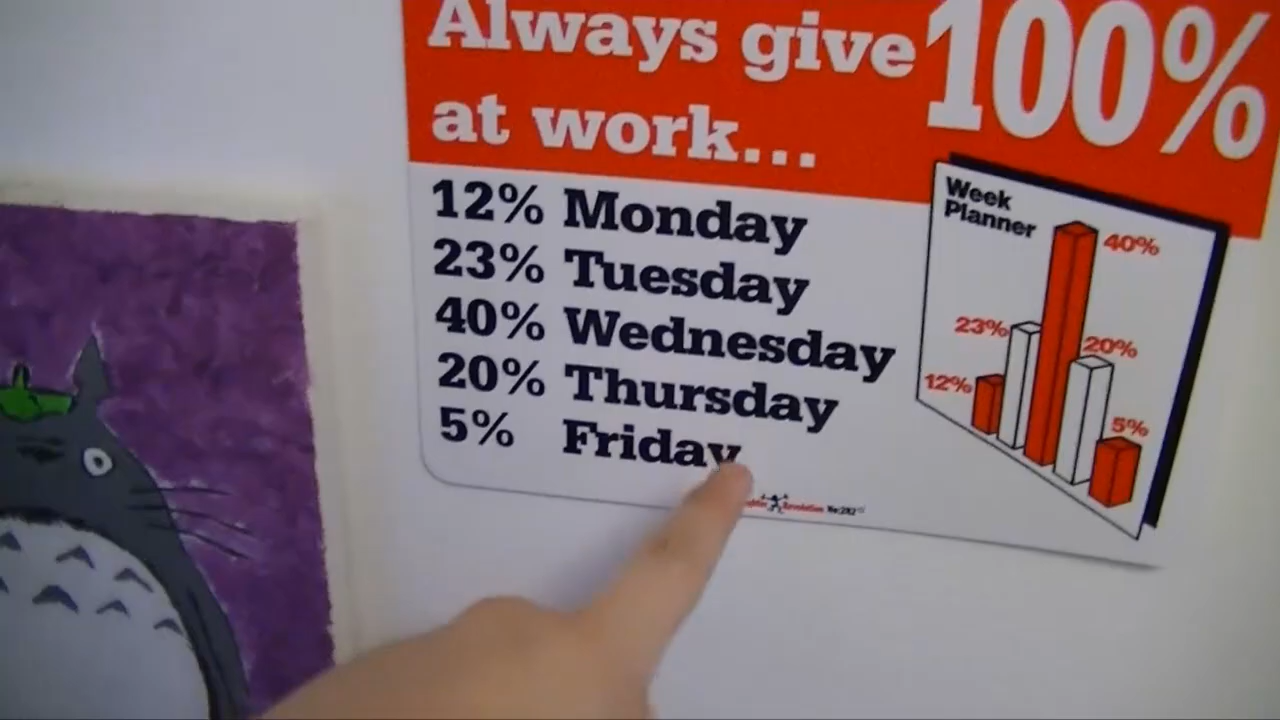 Always give 100%
at work...
12% Monday
23% Tuesday
40% Wednesday
20% Thursday
5% Friday
Week
Planner
40%
23%
20%
12%
5%
Revolution